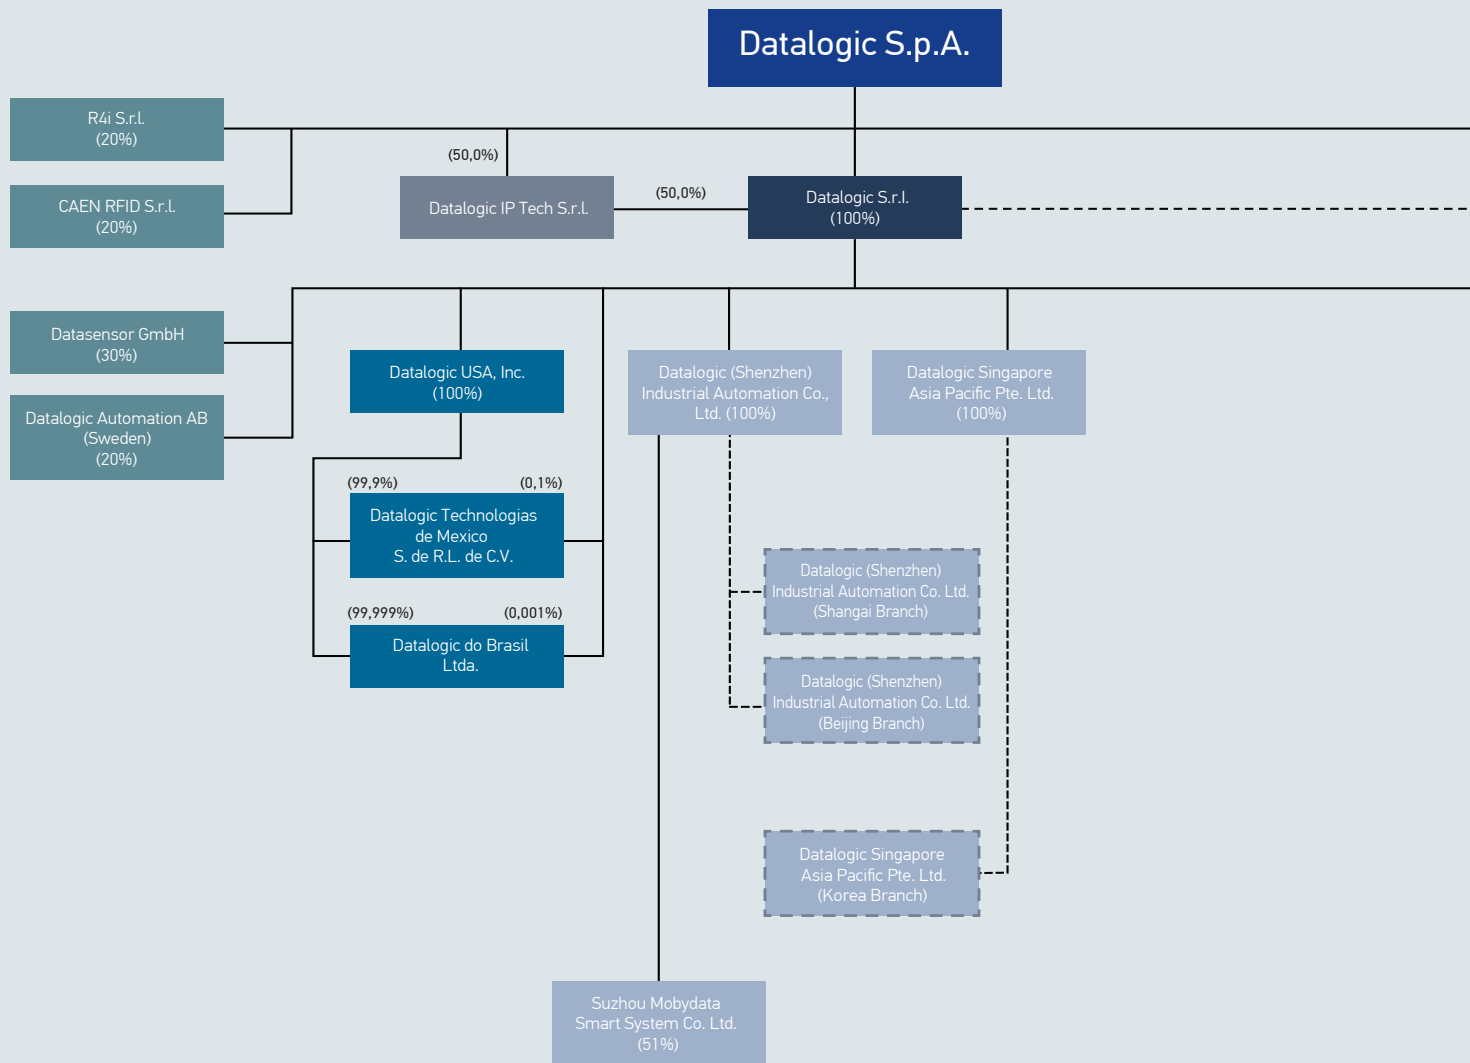 Datalogic S.p.A.
R4i S.r.l.
(20%)
CAEN RFID S.r.l.
(20%)
(50,0%)
Datalogic IP Tech S.r.l.
(50,0%)
Datalogic S.r.l.
(100%)
Datasensor GmbH
(30%)
Datalogic Automation AB
(Sweden)
(20%)
Datalogic USA, Inc.
(100%)
Datalogic (Shenzhen)
Industrial Automation Co.,
Ltd. (100%)
Datalogic Singapore
Asia Pacific Pte. Ltd.
(100%)
(99,9%)
(0,1%)
Datalogic Technologias
de Mexico
S. de R.L. de C.V.
(99,999%)
(0,001%)
Datalogic do Brasil
Ltda.
Datalogic (Shenzhen)
Industrial Automation Co. Ltd.
(Shangai Branch)
Datalogic (Shenzhen)
Industrial Automation Co. Ltd.
(Beijing Branch)
Datalogic Singapore
Asia Pacific Pte. Ltd.
(Korea Branch)
Suzhou Mobydata
Smart System Co. Ltd.
(51%)